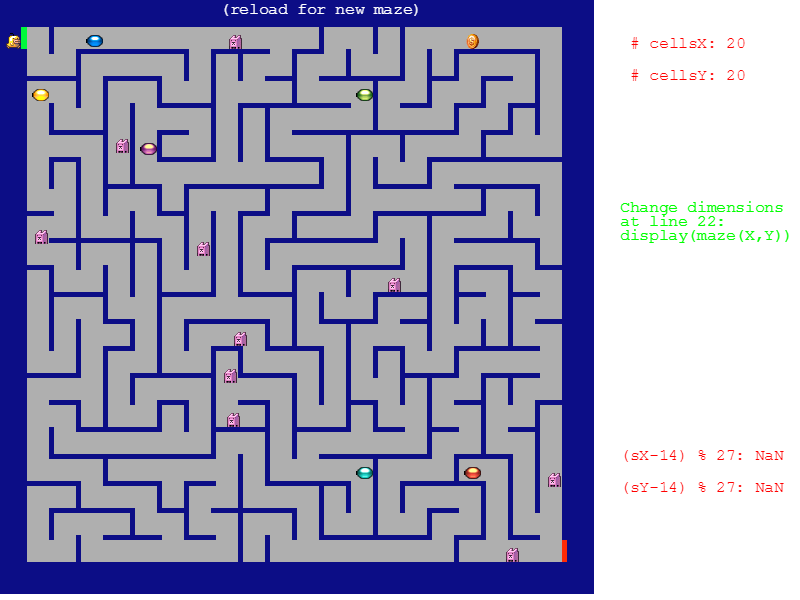 (reload for new maze)
# cellsX: 20
# cellsY: 20
Change dimensions
at line 22:
display(maze(X,Y))
(sX-14) % 27: NaN
(sY-14) % 27: NaN